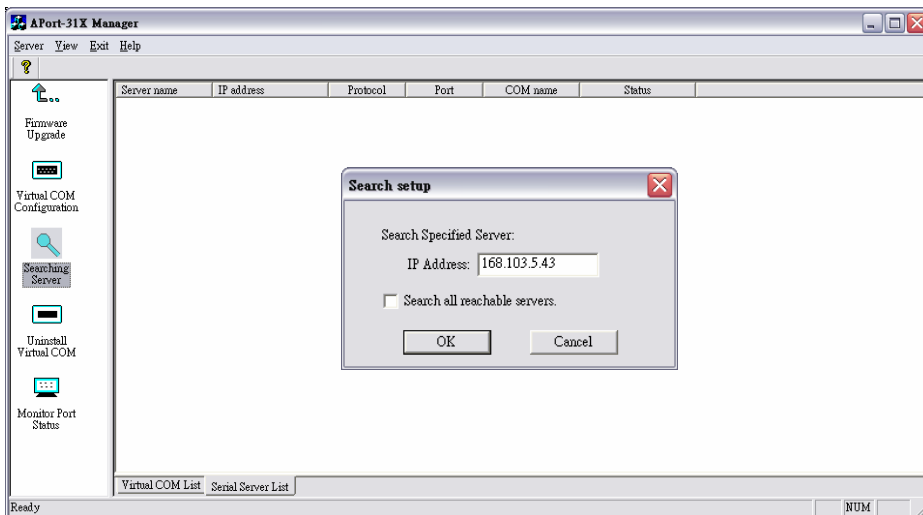 APort-31X Manager
Server View Exit Help
Server name IP address Protocol Port COM name Status
Firmware
Upgrade
Virtual COM
Configuration
Searching
Server
Uninstall
Virtual COM
Monitor Port
Status
Search setup
Search Specified Server:
IP Address: 168.103.5.43
Search all reachable servers.
OK Cancel
Virtual COM List Serial Server List
Ready NUM